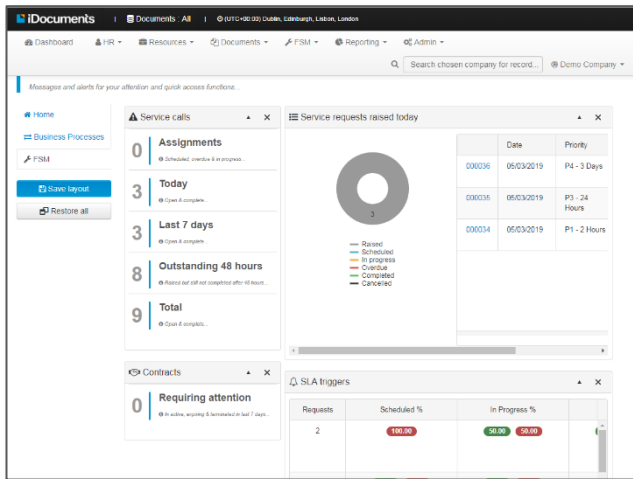 iDocuments | Documents : All | (UTC+00:00) Dublin, Edinburgh, Lisbon, London
Dashboard HR Resources Documents FSM Reporting Admin
Search chosen company for record... Demo Company
Messages and alerts for your attention and quick access functions...
Home
Business Processes
FSM
Save layout
Restore all
Service calls
0 Assignments
Scheduled, overdue & in progress...
3 Today
Open & complete...
3 Last 7 days
Open & complete...
8 Outstanding 48 hours
Raised but still not completed after 48 hours...
9 Total
Open & complete...
Contracts
0 Requiring attention
In active, expiring & terminated in last 7 days...
Service requests raised today
3
Raised
Scheduled
In progress
Overdue
Completed
Cancelled
Date Priority
000036 05/03/2019 P4 - 3 Days
000035 05/03/2019 P3 - 24
Hours
000034 05/03/2019 P1 - 2 Hours
SLA triggers
Requests Scheduled % In Progress %
2 100.00 50.00 50.00